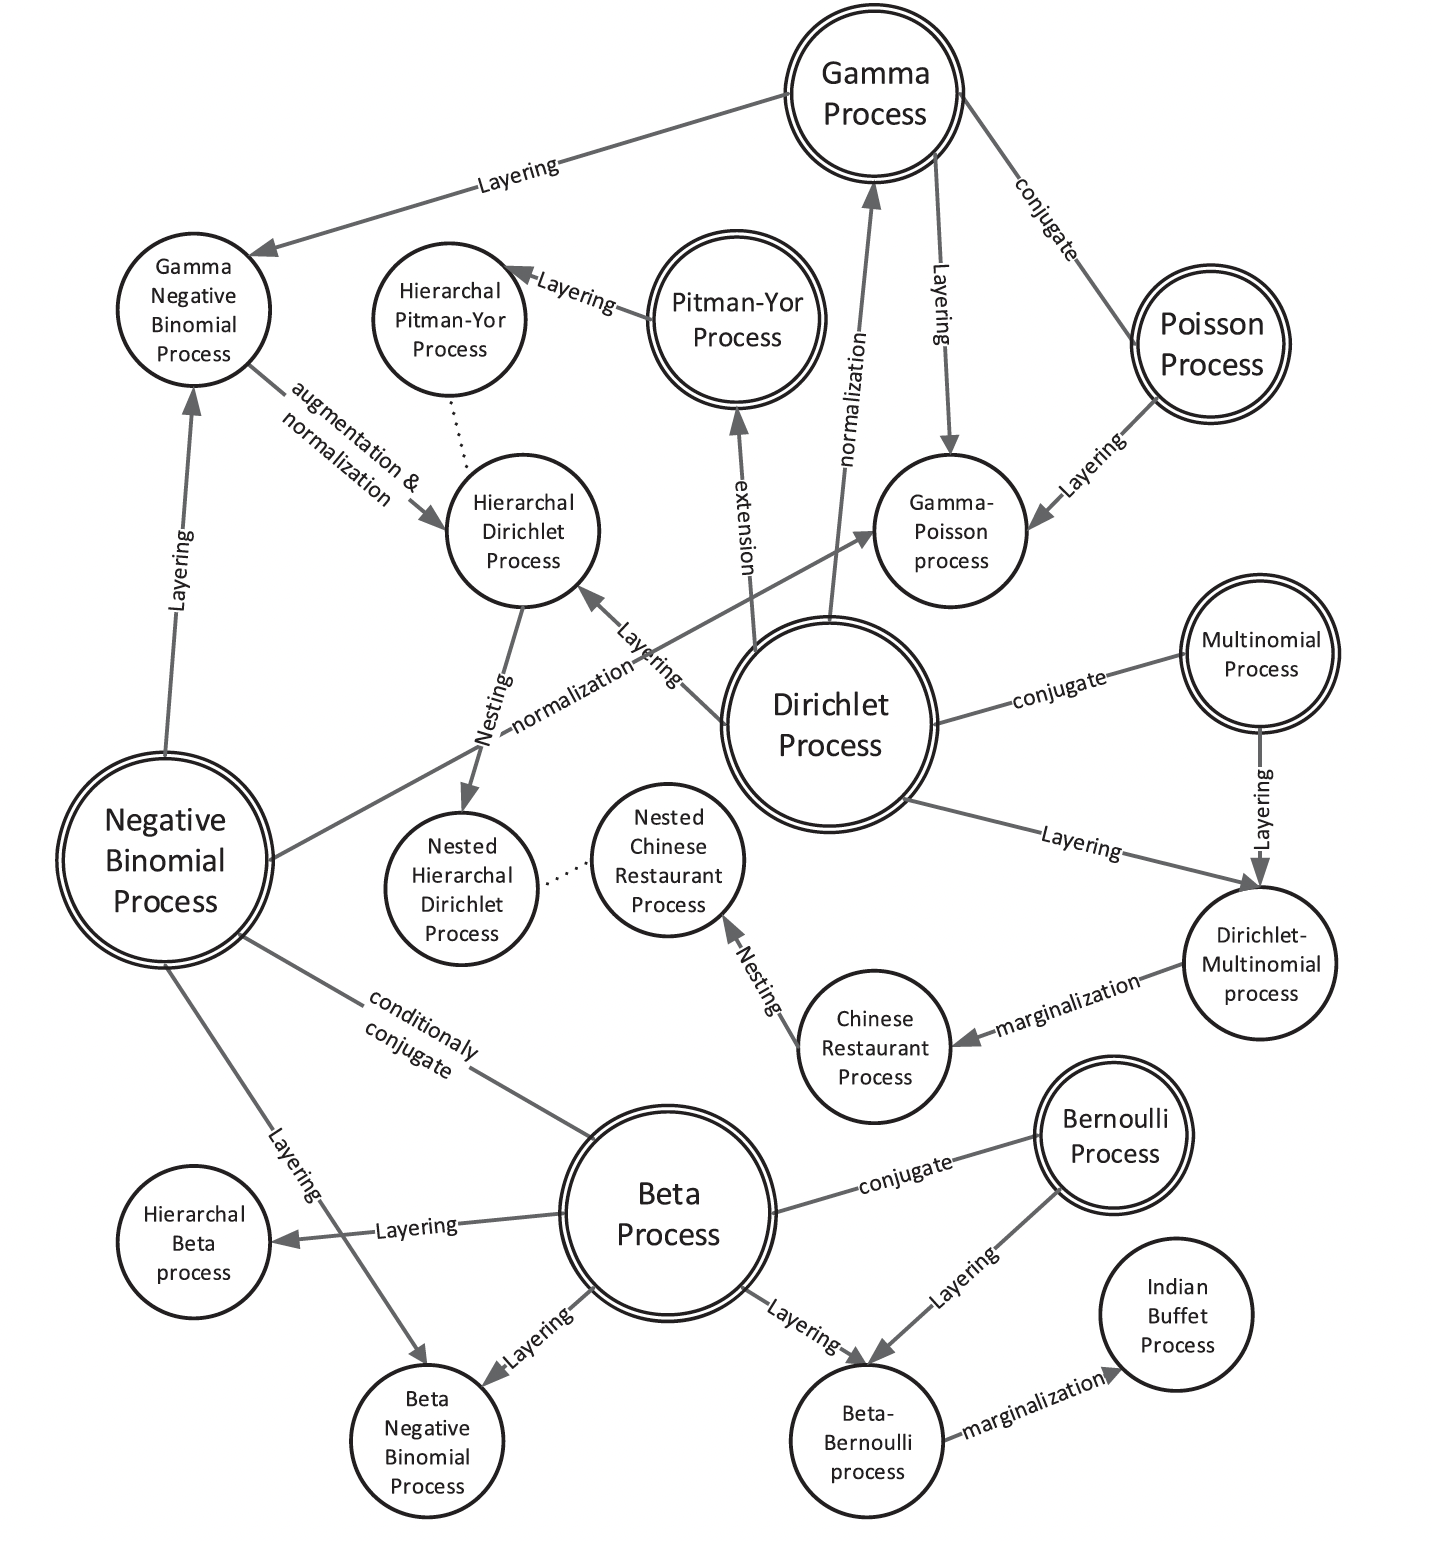 Gamma
Process
Layering
conjugate
Gamma
Negative
Binomial
Process
Hierarchal
Pitman-Yor
Process
Layering
Pitman-Yor
Process
normalization
Layering
Poisson
Process
augmentation &
normalization
Layering
Hierarchal
Dirichlet
Process
extension
Gamma-
Poisson
process
Layering
Layering
normalization
Nesting
Dirichlet
Process
conjugate
Multinomial
Process
Layering
Layering
Negative
Binomial
Process
Nested
Hierarchal
Dirichlet
Process
Nested
Chinese
Restaurant
Process
Nesting
Chinese
Restaurant
Process
marginalization
Dirichlet-
Multinomial
process
conditionaly
conjugate
Layering
Hierarchal
Beta
process
Layering
Beta
Process
conjugate
Bernoulli
Process
Layering
Layering
Layering
Indian
Buffet
Process
Beta
Negative
Binomial
Process
Beta-
Bernoulli
process
marginalization